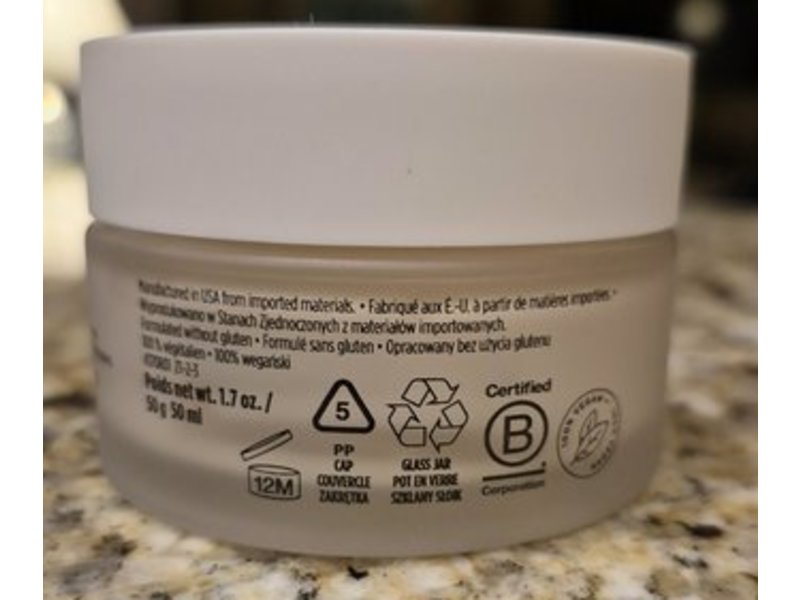 Manufactured in USA from imported materials. • Fabriqué aux É.-U. à partir de matières importées. •
Wyprodukowano w Stanach Zjednoczonych z materiałów importowanych.
Formulated without gluten • Formulé sans gluten • Opracowany bez użycia glutenu
100% végétalien • 100% wegański
Poids net wt. 1.7 oz. /
50 g 50 ml
12M
5
PP
CAP
COUVERCLE
ZAKRĘTKA
GLASS JAR
POT EN VERRE
SZKLANY SŁOIK
Certified
B
Corporation
100% VEGAN